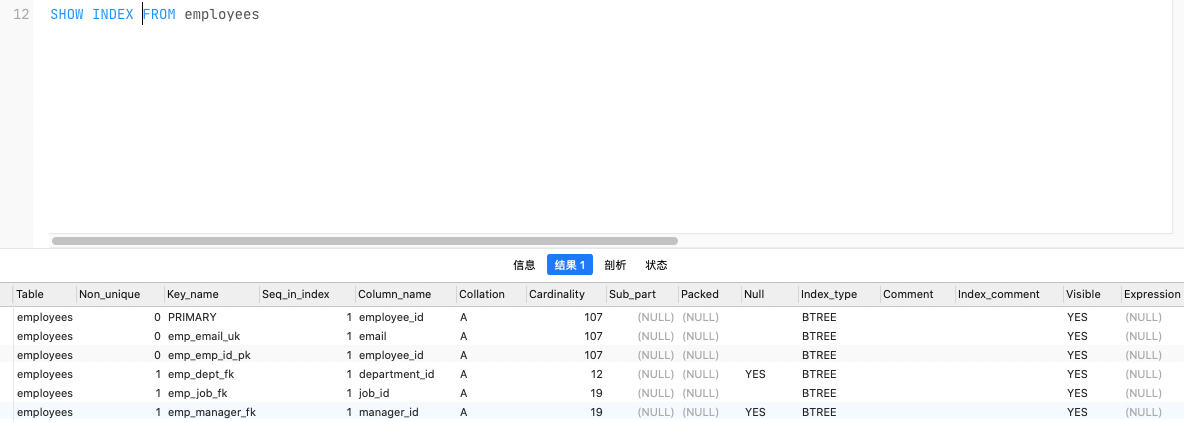 12 SHOW INDEX FROM employees
信息 结果 1 剖析 状态
Table Non_unique Key_name Seq_in_index Column_name Collation Cardinality Sub_part Packed Null Index_type Comment Index_comment Visible Expression
employees 0 PRIMARY 1 employee_id A 107 (NULL) (NULL) BTREE YES (NULL)
employees 0 emp_email_uk 1 email A 107 (NULL) (NULL) BTREE YES (NULL)
employees 0 emp_emp_id_pk 1 employee_id A 107 (NULL) (NULL) BTREE YES (NULL)
employees 1 emp_dept_fk 1 department_id A 12 (NULL) (NULL) YES BTREE YES (NULL)
employees 1 emp_job_fk 1 job_id A 19 (NULL) (NULL) BTREE YES (NULL)
employees 1 emp_manager_fk 1 manager_id A 19 (NULL) (NULL) YES BTREE YES (NULL)